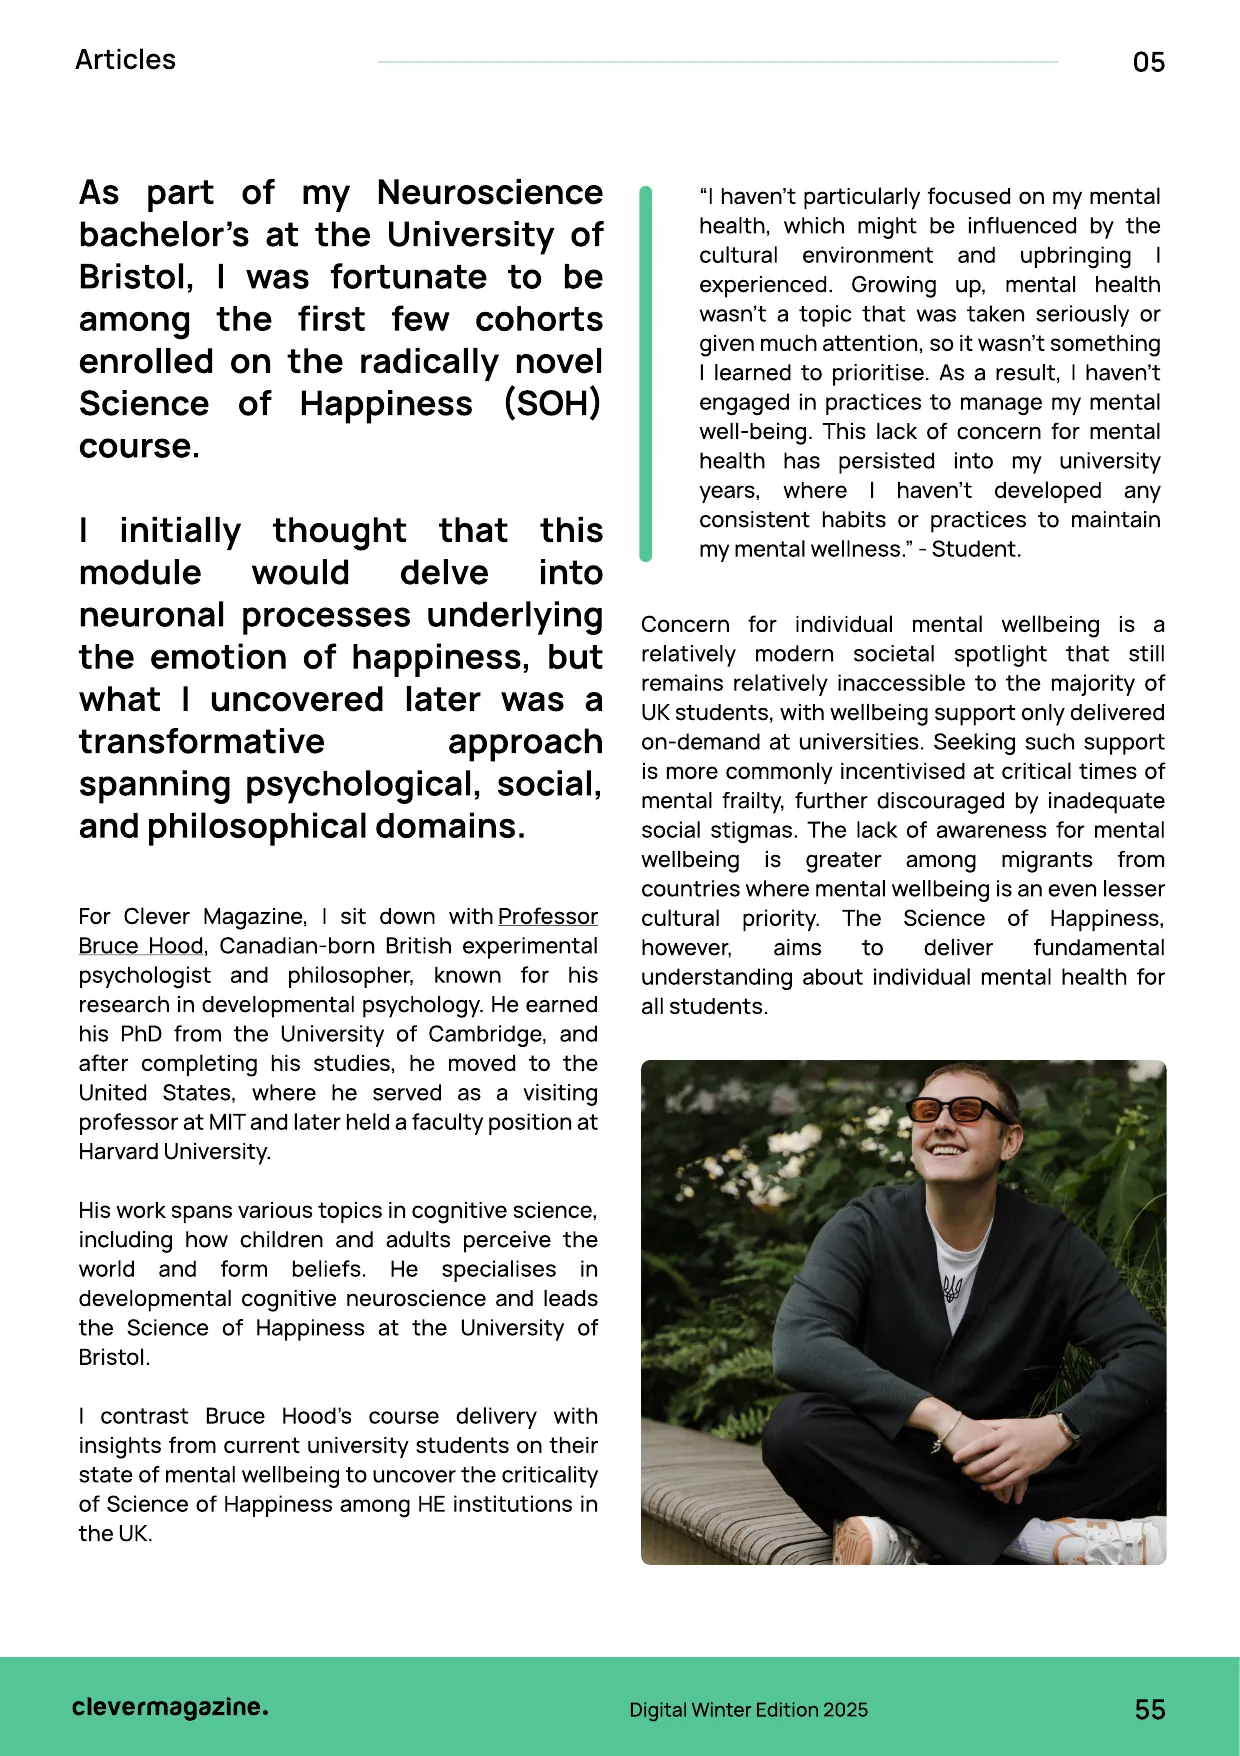 Articles
05
As part of my Neuroscience
bachelor's at the University of
Bristol, I was fortunate to be
among the first few cohorts
enrolled on the radically novel
Science of Happiness (SOH)
course.
I initially thought that this
module would delve into
neuronal processes underlying
the emotion of happiness, but
what I uncovered later was a
transformative approach
spanning psychological, social,
and philosophical domains.
For Clever Magazine, I sit down with Professor
Bruce Hood, Canadian-born British experimental
psychologist and philosopher, known for his
research in developmental psychology. He earned
his PhD from the University of Cambridge, and
after completing his studies, he moved to the
United States, where he served as a visiting
professor at MIT and later held a faculty position at
Harvard University.
His work spans various topics in cognitive science,
including how children and adults perceive the
world and form beliefs. He specialises in
developmental cognitive neuroscience and leads
the Science of Happiness at the University of
Bristol.
I contrast Bruce Hood's course delivery with
insights from current university students on their
state of mental wellbeing to uncover the criticality
of Science of Happiness among HE institutions in
the UK.
“I haven't particularly focused on my mental
health, which might be influenced by the
cultural environment and upbringing I
experienced. Growing up, mental health
wasn't a topic that was taken seriously or
given much attention, so it wasn't something
I learned to prioritise. As a result, I haven't
engaged in practices to manage my mental
well-being. This lack of concern for mental
health has persisted into my university
years, where I haven't developed any
consistent habits or practices to maintain
my mental wellness.” - Student.
Concern for individual mental wellbeing is a
relatively modern societal spotlight that still
remains relatively inaccessible to the majority of
UK students, with wellbeing support only delivered
on-demand at universities. Seeking such support
is more commonly incentivised at critical times of
mental frailty, further discouraged by inadequate
social stigmas. The lack of awareness for mental
wellbeing is greater among migrants from
countries where mental wellbeing is an even lesser
cultural priority. The Science of Happiness,
however, aims to deliver fundamental
understanding about individual mental health for
all students.
clevermagazine.
Digital Winter Edition 2025
55